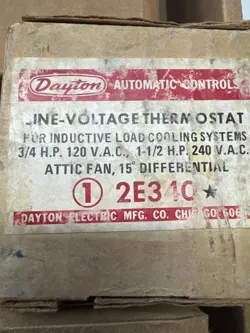 Dayton AUTOMATIC CONTROLS
LINE-VOLTAGE THERMOSTAT
FOR INDUCTIVE LOAD COOLING SYSTEMS
3/4 H.P. 120 V.A.C., 1-1/2 H.P. 240 V.A.C.
ATTIC FAN, 15° DIFFERENTIAL
1 2E340 ★
DAYTON ELECTRIC MFG. CO. CHICAGO 606